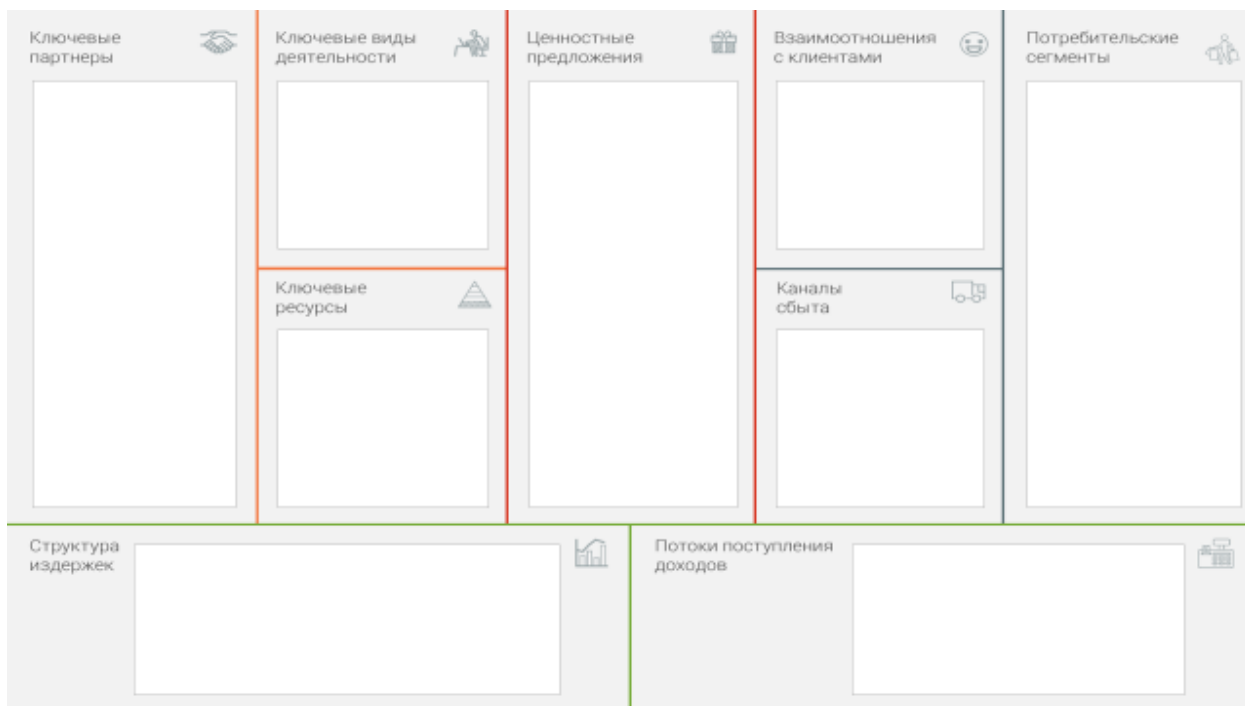 Ключевые
партнеры
Ключевые виды
деятельности
Ключевые
ресурсы
Ценностные
предложения
Взаимоотношения
с клиентами
Каналы
сбыта
Потребительские
сегменты
Структура
издержек
Потоки поступления
доходов